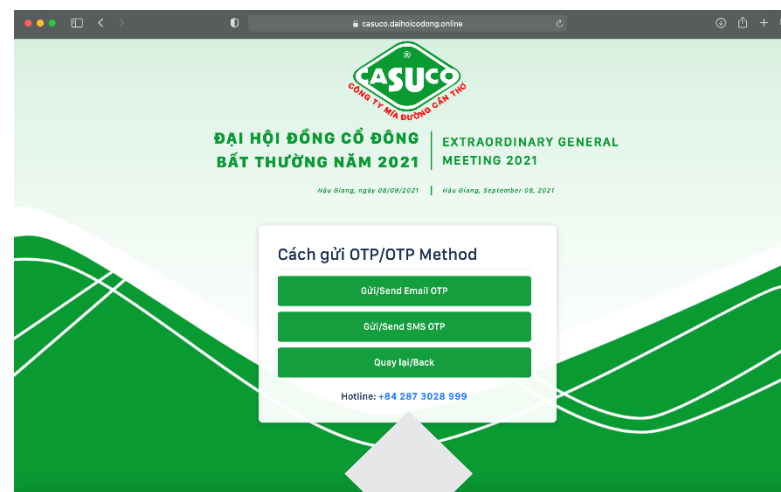 casuco.daihoicodong.online
®
CASUCO
CÔNG TY MÍA ĐƯỜNG CẦN THƠ
ĐẠI HỘI ĐỒNG CỔ ĐÔNG
BẤT THƯỜNG NĂM 2021
EXTRAORDINARY GENERAL
MEETING 2021
Hậu Giang, ngày 08/09/2021
Hậu Giang, September 08, 2021
Cách gửi OTP/OTP Method
Gửi/Send Email OTP
Gửi/Send SMS OTP
Quay lại/Back
Hotline: +84 287 3028 999